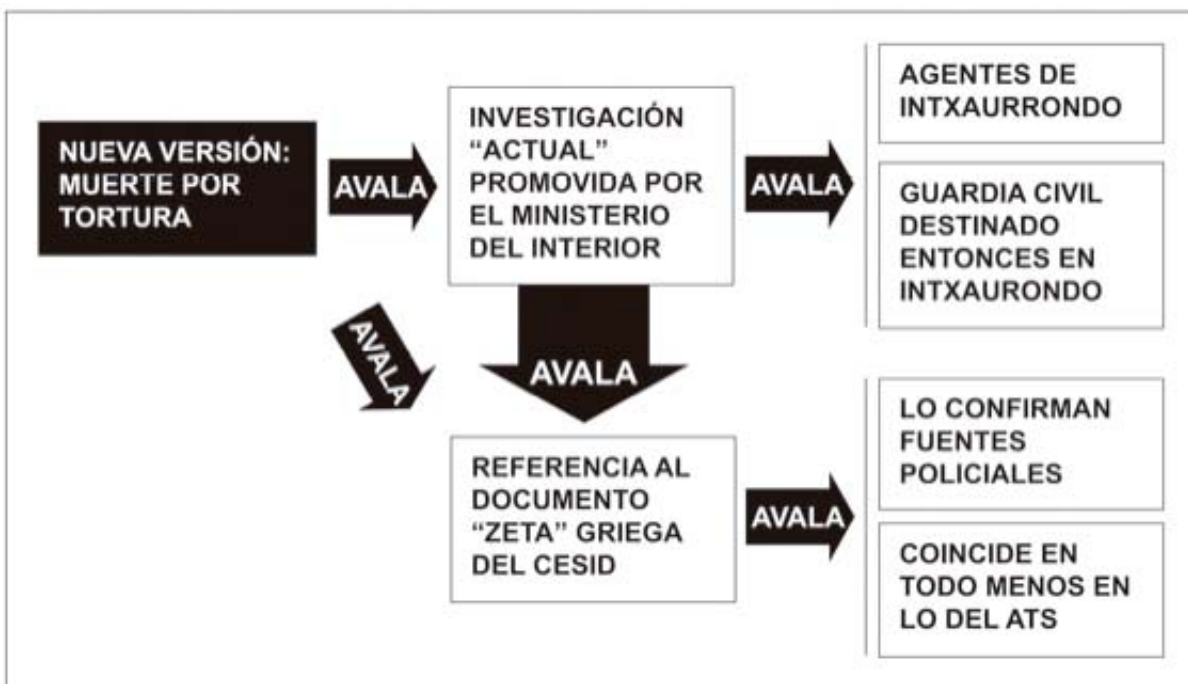 NUEVA VERSIÓN:
MUERTE POR
TORTURA
AVALA
INVESTIGACIÓN
“ACTUAL”
PROMOVIDA POR
EL MINISTERIO
DEL INTERIOR
AVALA
AGENTES DE
INTXAURRONDO
GUARDIA CIVIL
DESTINADO
ENTONCES EN
INTXAURONDO
AVALA
AVALA
REFERENCIA AL
DOCUMENTO
“ZETA” GRIEGA
DEL CESID
AVALA
LO CONFIRMAN
FUENTES
POLICIALES
COINCIDE EN
TODO MENOS EN
LO DEL ATS